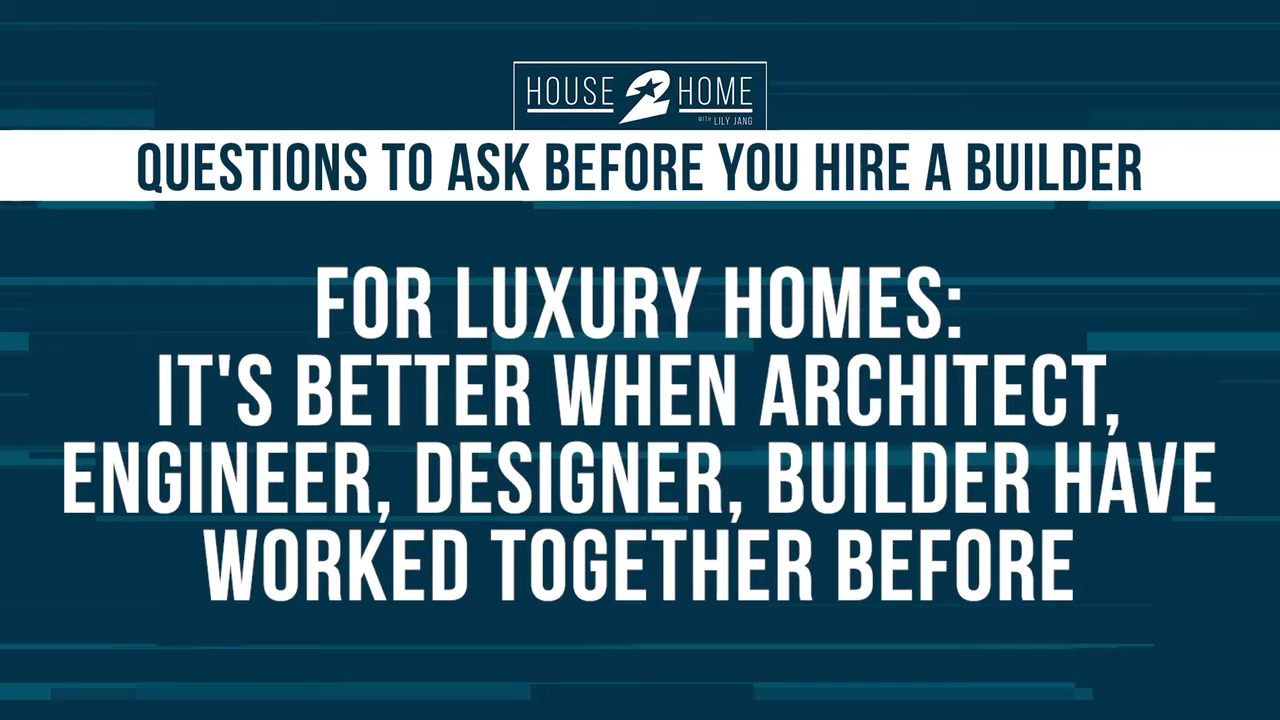 HOUSE 2 HOME
WITH LILY JANG
QUESTIONS TO ASK BEFORE YOU HIRE A BUILDER
FOR LUXURY HOMES:
IT'S BETTER WHEN ARCHITECT,
ENGINEER, DESIGNER, BUILDER HAVE
WORKED TOGETHER BEFORE